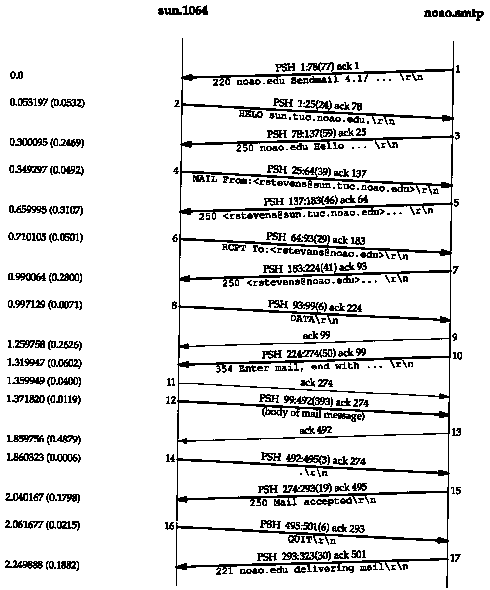 sun.1064 noao.smtp
PSH 1:78(77) ack 1 1
0.0
220 noao.edu Sendmail 4.1/ ... \r\n
0.053197 (0.0532) 2 PSH 1:25(24) ack 78
HELO sun.tuc.noao.edu.\r\n
PSH 78:137(59) ack 25 3
0.300095 (0.2469) 250 noao.edu Hello ... \r\n
0.349297 (0.0492) 4 PSH 25:64(39) ack 137
MAIL From:<rstevens@sun.tuc.noao.edu>\r\n
PSH 137:183(46) ack 64 5
0.659995 (0.3107) 250 <rstevens@sun.tuc.noao.edu>... \r\n
0.710105 (0.0501) 6 PSH 64:93(29) ack 183
RCPT To:<rstevens@noao.edu>\r\n
PSH 183:224(41) ack 93 7
0.990064 (0.2800) 250 <rstevens@noao.edu>... \r\n
0.997129 (0.0071) 8 PSH 93:99(6) ack 224
DATA\r\n
ack 99 9
1.259758 (0.2626)
PSH 224:274(50) ack 99 10
1.319947 (0.0602) 354 Enter mail, end with ... \r\n
1.359949 (0.0400) 11 ack 274
1.371820 (0.0119) 12 PSH 99:492(393) ack 274
(body of mail message)
ack 492 13
1.859756 (0.4879)
1.860323 (0.0006) 14 PSH 492:495(3) ack 274
.\r\n
PSH 274:293(19) ack 495 15
2.040167 (0.1798) 250 Mail accepted\r\n
2.061677 (0.0215) 16 PSH 495:501(6) ack 293
QUIT\r\n
PSH 293:323(30) ack 501 17
2.249888 (0.1882) 221 noao.edu delivering mail\r\n